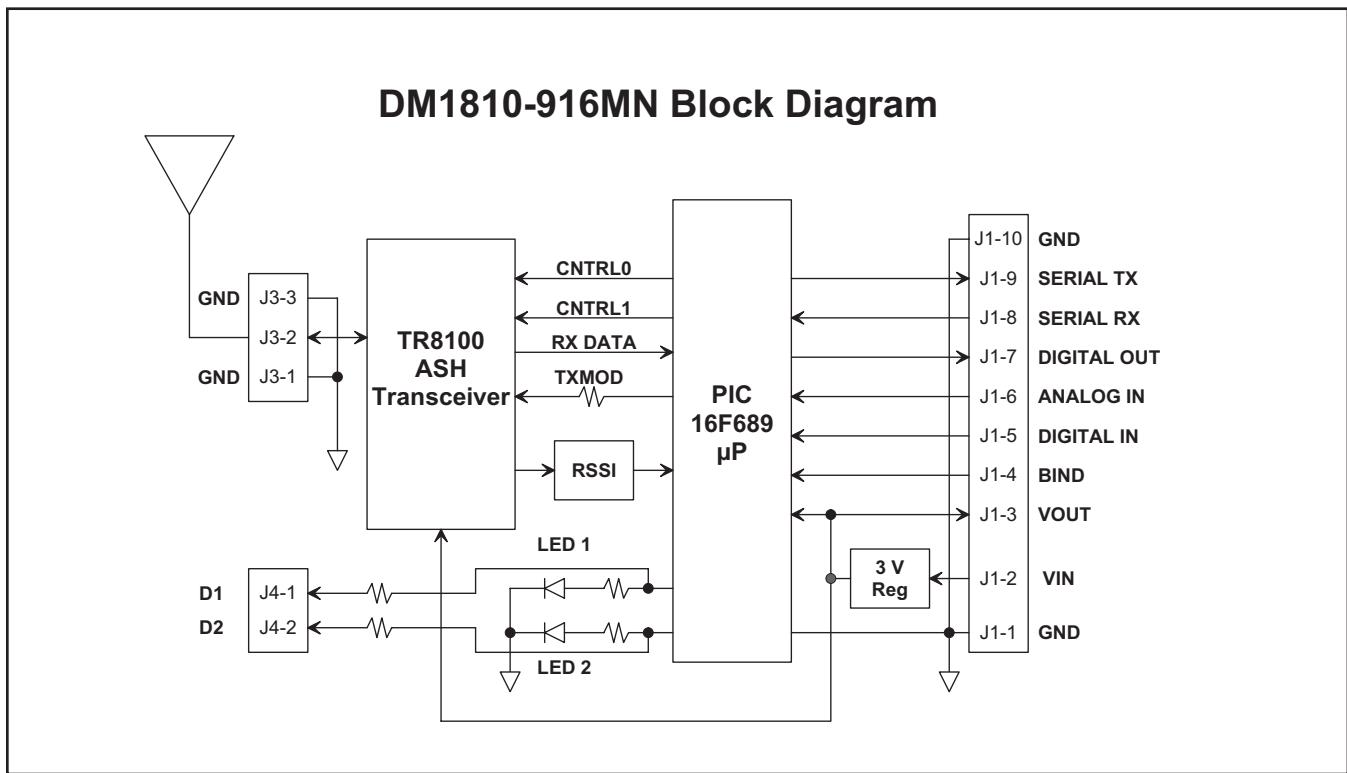 DM1810-916MN Block Diagram
GND J3-3
J3-2
GND J3-1
TR8100
ASH
Transceiver
CNTRL0
CNTRL1
RX DATA
TXMOD
RSSI
PIC
16F689
µP
J1-10 GND
J1-9 SERIAL TX
J1-8 SERIAL RX
J1-7 DIGITAL OUT
J1-6 ANALOG IN
J1-5 DIGITAL IN
J1-4 BIND
J1-3 VOUT
3 V
Reg
J1-2 VIN
J1-1 GND
LED 1
D1 J4-1
D2 J4-2
LED 2